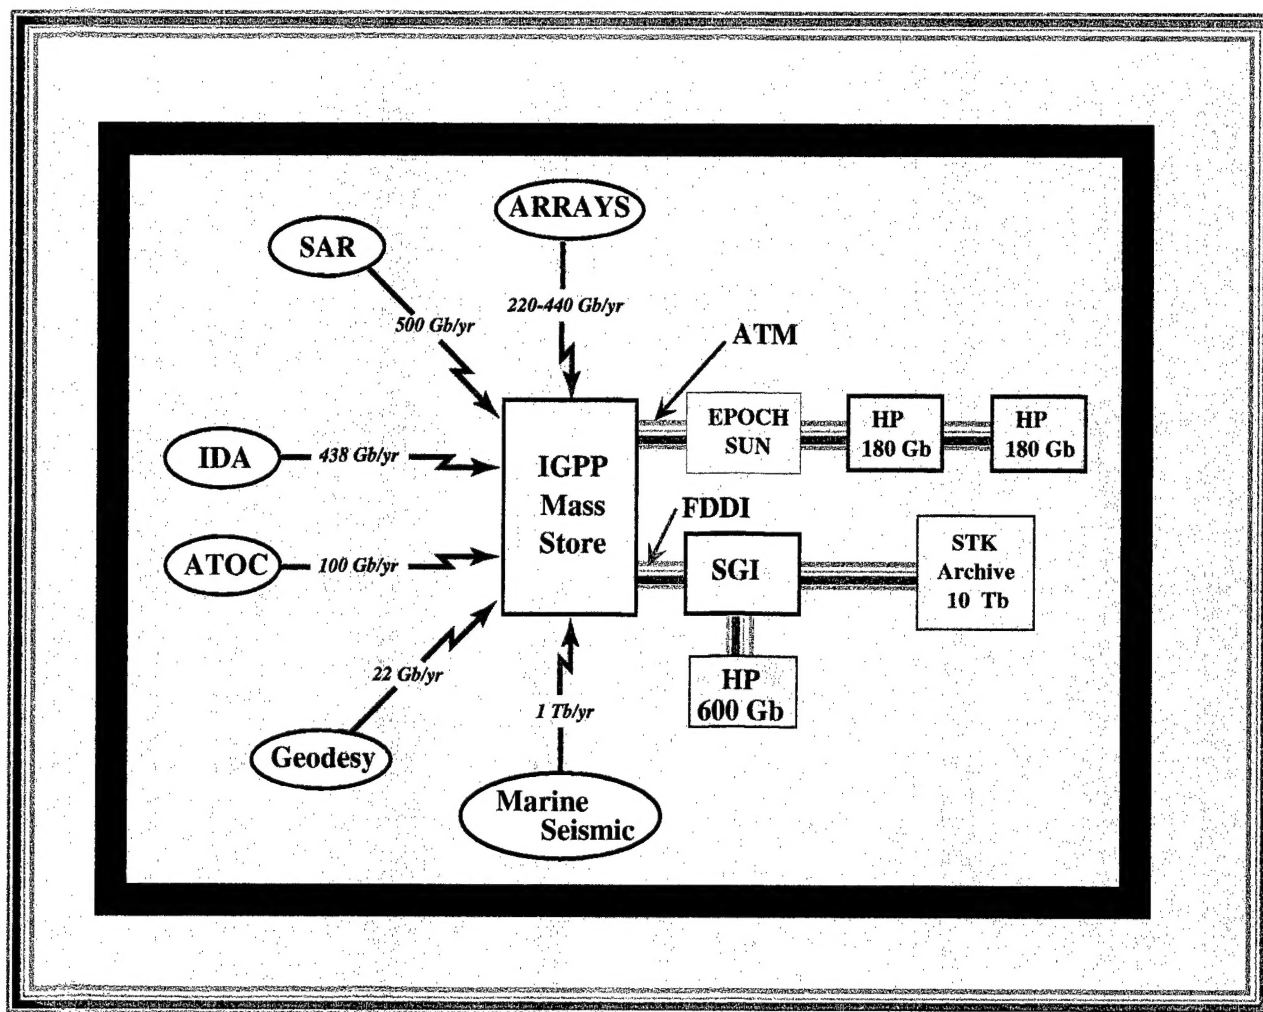 ARRAYS
SAR
220-440 Gb/yr
500 Gb/yr
ATM
EPOCH
SUN
HP
180 Gb
HP
180 Gb
IDA
438 Gb/yr
IGPP
Mass
Store
FDDI
SGI
STK
Archive
10 Tb
ATOC
100 Gb/yr
22 Gb/yr
HP
600 Gb
1 Tb/yr
Geodesy
Marine
Seismic